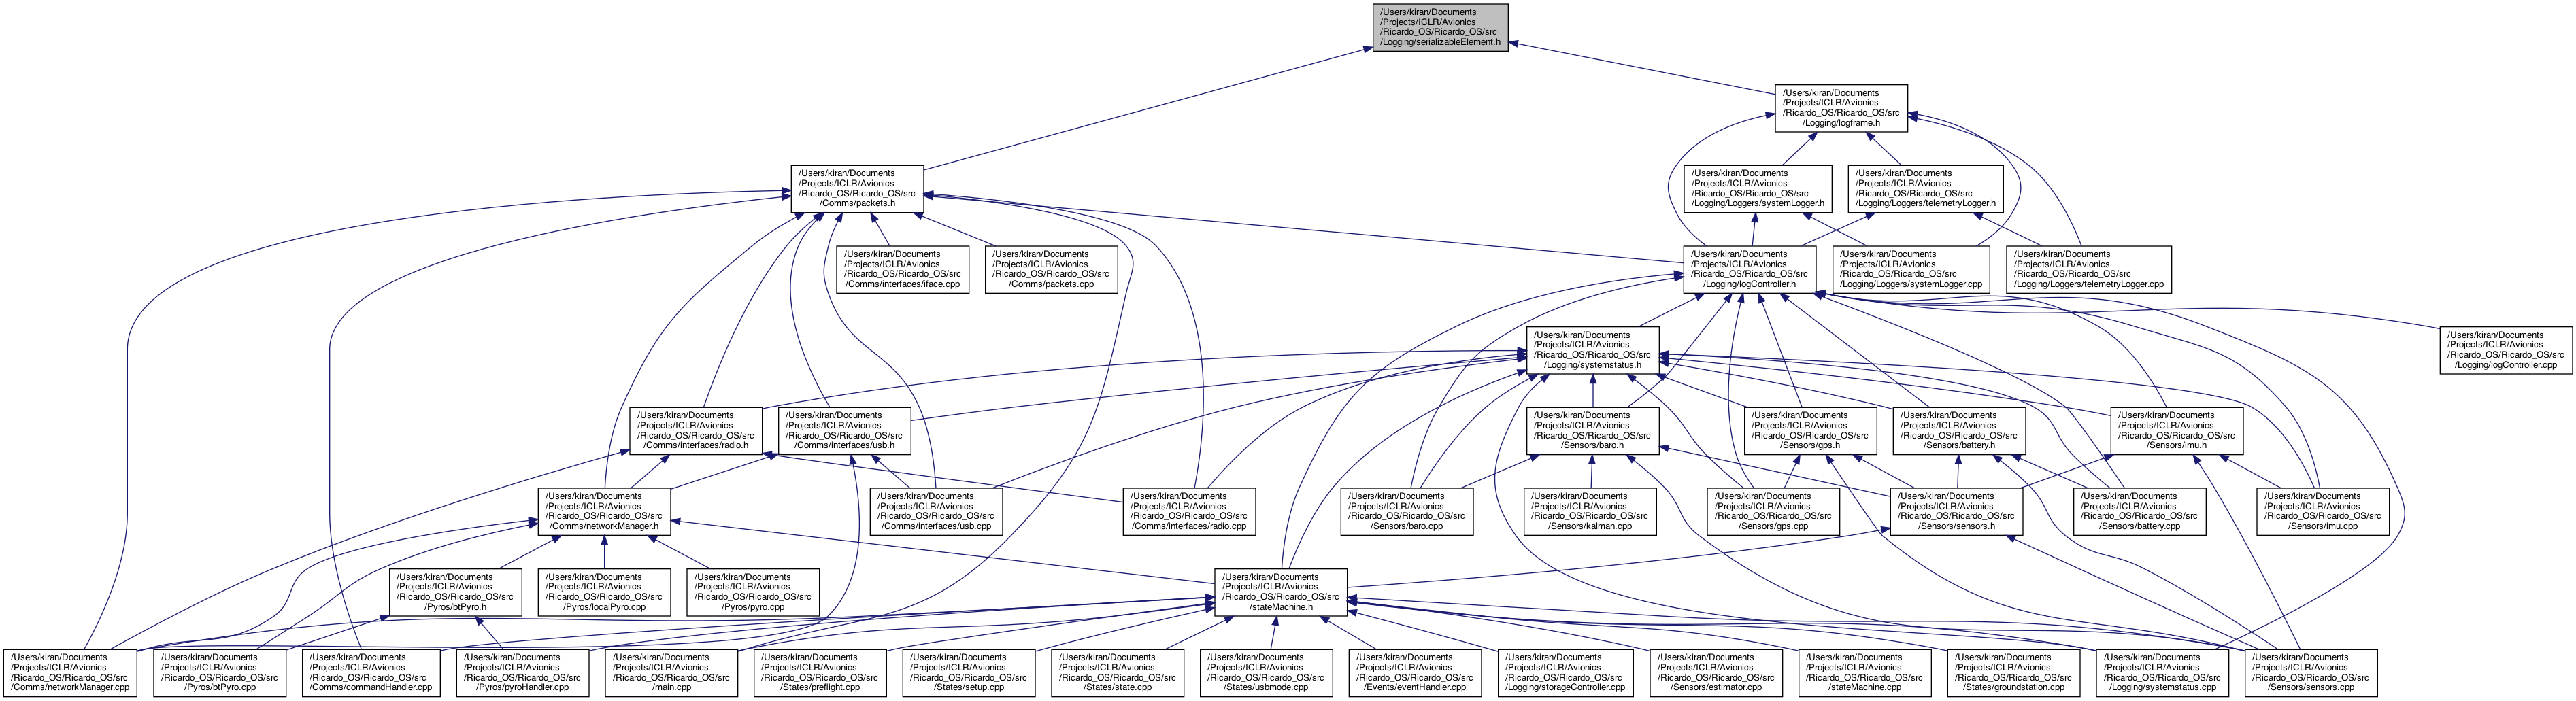 /Users/kiran/Documents
/Projects/ICLR/Avionics
/Ricardo_OS/Ricardo_OS/src
/Logging/serializableElement.h
/Users/kiran/Documents
/Projects/ICLR/Avionics
/Ricardo_OS/Ricardo_OS/src
/Logging/logframe.h
/Users/kiran/Documents
/Projects/ICLR/Avionics
/Ricardo_OS/Ricardo_OS/src
/Comms/packets.h
/Users/kiran/Documents
/Projects/ICLR/Avionics
/Ricardo_OS/Ricardo_OS/src
/Logging/Loggers/systemLogger.h
/Users/kiran/Documents
/Projects/ICLR/Avionics
/Ricardo_OS/Ricardo_OS/src
/Logging/Loggers/telemetryLogger.h
/Users/kiran/Documents
/Projects/ICLR/Avionics
/Ricardo_OS/Ricardo_OS/src
/Comms/interfaces/iface.cpp
/Users/kiran/Documents
/Projects/ICLR/Avionics
/Ricardo_OS/Ricardo_OS/src
/Comms/packets.cpp
/Users/kiran/Documents
/Projects/ICLR/Avionics
/Ricardo_OS/Ricardo_OS/src
/Logging/logController.h
/Users/kiran/Documents
/Projects/ICLR/Avionics
/Ricardo_OS/Ricardo_OS/src
/Logging/Loggers/systemLogger.cpp
/Users/kiran/Documents
/Projects/ICLR/Avionics
/Ricardo_OS/Ricardo_OS/src
/Logging/Loggers/telemetryLogger.cpp
/Users/kiran/Documents
/Projects/ICLR/Avionics
/Ricardo_OS/Ricardo_OS/src
/Logging/systemstatus.h
/Users/kiran/Documents
/Projects/ICLR/Avionics
/Ricardo_OS/Ricardo_OS/src
/Logging/logController.cpp
/Users/kiran/Documents
/Projects/ICLR/Avionics
/Ricardo_OS/Ricardo_OS/src
/Comms/interfaces/radio.h
/Users/kiran/Documents
/Projects/ICLR/Avionics
/Ricardo_OS/Ricardo_OS/src
/Comms/interfaces/usb.h
/Users/kiran/Documents
/Projects/ICLR/Avionics
/Ricardo_OS/Ricardo_OS/src
/Sensors/baro.h
/Users/kiran/Documents
/Projects/ICLR/Avionics
/Ricardo_OS/Ricardo_OS/src
/Sensors/gps.h
/Users/kiran/Documents
/Projects/ICLR/Avionics
/Ricardo_OS/Ricardo_OS/src
/Sensors/battery.h
/Users/kiran/Documents
/Projects/ICLR/Avionics
/Ricardo_OS/Ricardo_OS/src
/Sensors/imu.h
/Users/kiran/Documents
/Projects/ICLR/Avionics
/Ricardo_OS/Ricardo_OS/src
/Comms/networkManager.h
/Users/kiran/Documents
/Projects/ICLR/Avionics
/Ricardo_OS/Ricardo_OS/src
/Comms/interfaces/usb.cpp
/Users/kiran/Documents
/Projects/ICLR/Avionics
/Ricardo_OS/Ricardo_OS/src
/Comms/interfaces/radio.cpp
/Users/kiran/Documents
/Projects/ICLR/Avionics
/Ricardo_OS/Ricardo_OS/src
/Sensors/baro.cpp
/Users/kiran/Documents
/Projects/ICLR/Avionics
/Ricardo_OS/Ricardo_OS/src
/Sensors/kalman.cpp
/Users/kiran/Documents
/Projects/ICLR/Avionics
/Ricardo_OS/Ricardo_OS/src
/Sensors/gps.cpp
/Users/kiran/Documents
/Projects/ICLR/Avionics
/Ricardo_OS/Ricardo_OS/src
/Sensors/sensors.h
/Users/kiran/Documents
/Projects/ICLR/Avionics
/Ricardo_OS/Ricardo_OS/src
/Sensors/battery.cpp
/Users/kiran/Documents
/Projects/ICLR/Avionics
/Ricardo_OS/Ricardo_OS/src
/Sensors/imu.cpp
/Users/kiran/Documents
/Projects/ICLR/Avionics
/Ricardo_OS/Ricardo_OS/src
/Pyros/btPyro.h
/Users/kiran/Documents
/Projects/ICLR/Avionics
/Ricardo_OS/Ricardo_OS/src
/Pyros/localPyro.cpp
/Users/kiran/Documents
/Projects/ICLR/Avionics
/Ricardo_OS/Ricardo_OS/src
/Pyros/pyro.cpp
/Users/kiran/Documents
/Projects/ICLR/Avionics
/Ricardo_OS/Ricardo_OS/src
/stateMachine.h
/Users/kiran/Documents
/Projects/ICLR/Avionics
/Ricardo_OS/Ricardo_OS/src
/Comms/networkManager.cpp
/Users/kiran/Documents
/Projects/ICLR/Avionics
/Ricardo_OS/Ricardo_OS/src
/Pyros/btPyro.cpp
/Users/kiran/Documents
/Projects/ICLR/Avionics
/Ricardo_OS/Ricardo_OS/src
/Comms/commandHandler.cpp
/Users/kiran/Documents
/Projects/ICLR/Avionics
/Ricardo_OS/Ricardo_OS/src
/Pyros/pyroHandler.cpp
/Users/kiran/Documents
/Projects/ICLR/Avionics
/Ricardo_OS/Ricardo_OS/src
/main.cpp
/Users/kiran/Documents
/Projects/ICLR/Avionics
/Ricardo_OS/Ricardo_OS/src
/States/preflight.cpp
/Users/kiran/Documents
/Projects/ICLR/Avionics
/Ricardo_OS/Ricardo_OS/src
/States/setup.cpp
/Users/kiran/Documents
/Projects/ICLR/Avionics
/Ricardo_OS/Ricardo_OS/src
/States/state.cpp
/Users/kiran/Documents
/Projects/ICLR/Avionics
/Ricardo_OS/Ricardo_OS/src
/States/usbmode.cpp
/Users/kiran/Documents
/Projects/ICLR/Avionics
/Ricardo_OS/Ricardo_OS/src
/Events/eventHandler.cpp
/Users/kiran/Documents
/Projects/ICLR/Avionics
/Ricardo_OS/Ricardo_OS/src
/Logging/storageController.cpp
/Users/kiran/Documents
/Projects/ICLR/Avionics
/Ricardo_OS/Ricardo_OS/src
/Sensors/estimator.cpp
/Users/kiran/Documents
/Projects/ICLR/Avionics
/Ricardo_OS/Ricardo_OS/src
/stateMachine.cpp
/Users/kiran/Documents
/Projects/ICLR/Avionics
/Ricardo_OS/Ricardo_OS/src
/States/groundstation.cpp
/Users/kiran/Documents
/Projects/ICLR/Avionics
/Ricardo_OS/Ricardo_OS/src
/Logging/systemstatus.cpp
/Users/kiran/Documents
/Projects/ICLR/Avionics
/Ricardo_OS/Ricardo_OS/src
/Sensors/sensors.cpp